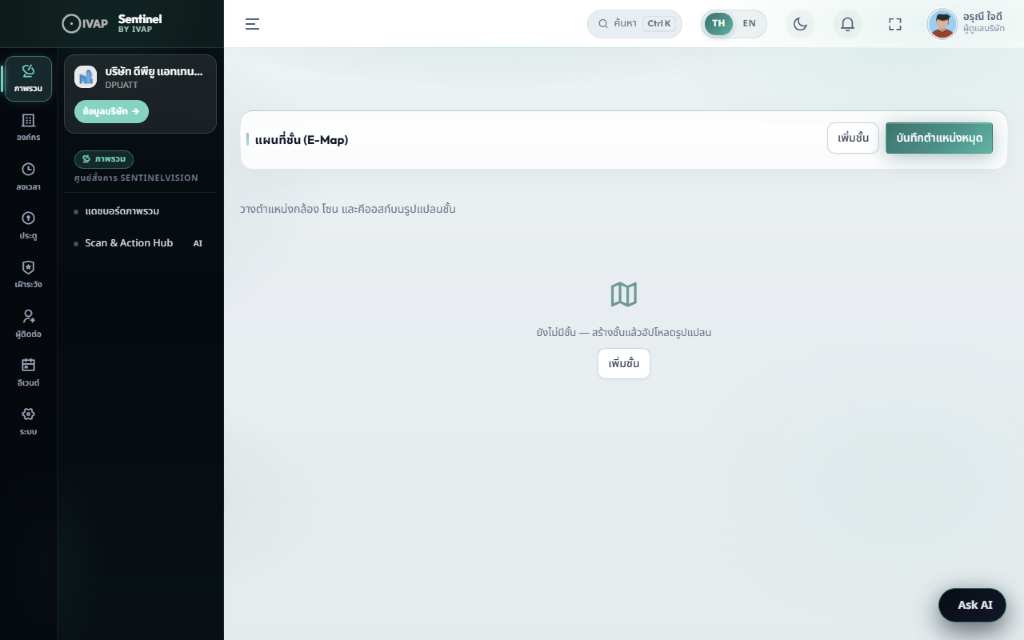 IVAP
Sentinel
BY IVAP
ค้นหา Ctrl K
TH EN
อรุณี ใจดี
ผู้ดูแลบริษัท
ภาพรวม
องค์กร
ลงเวลา
ประตู
เฝ้าระวัง
ผู้ติดต่อ
อีเวนต์
ระบบ
บริษัท ดีพียู แอทเทน...
DPUATT
ข้อมูลบริษัท →
ภาพรวม
ศูนย์สั่งการ SENTINELVISION
แดชบอร์ดภาพรวม
Scan & Action Hub AI
แผนที่ชั้น (E-Map)
เพิ่มชั้น
บันทึกตำแหน่งหมุด
วางตำแหน่งกล้อง โซน และคีออสก์บนรูปแปลนชั้น
ยังไม่มีชั้น — สร้างชั้นแล้วอัปโหลดรูปแปลน
เพิ่มชั้น
Ask AI